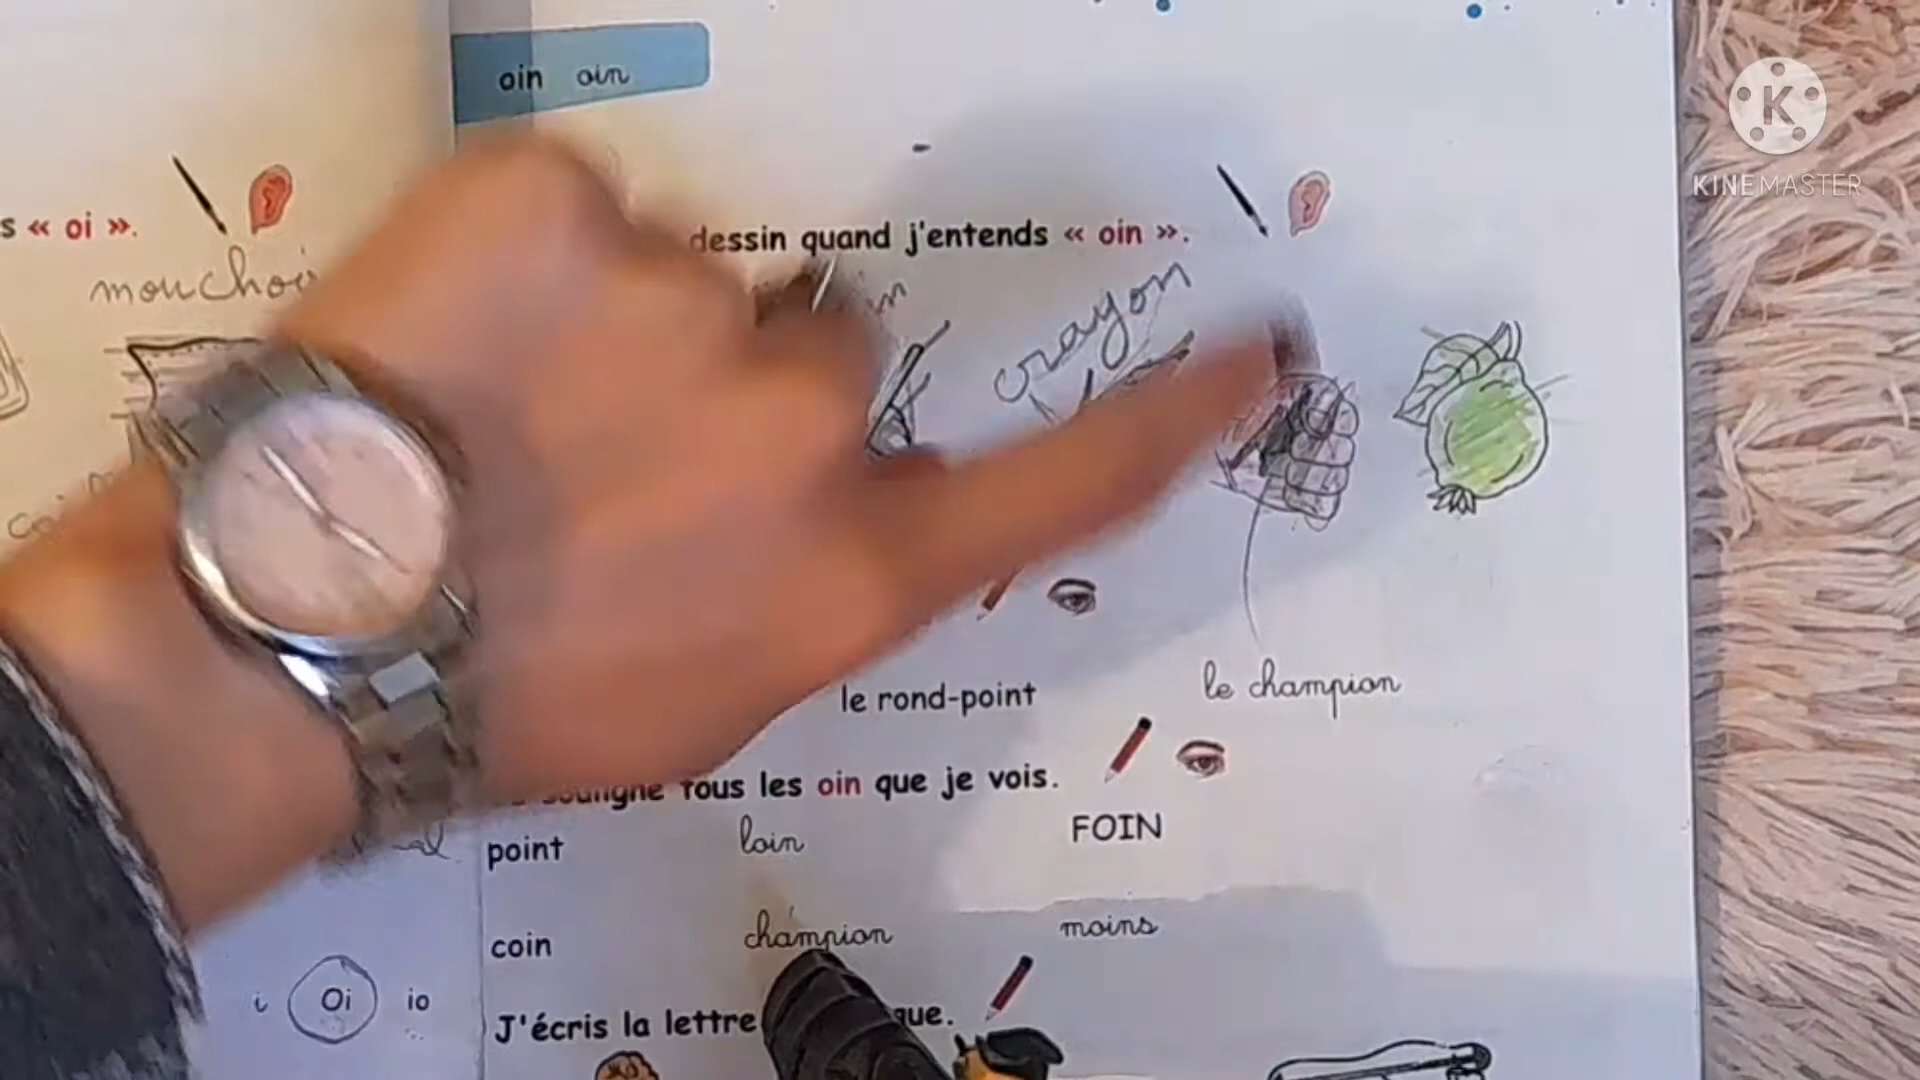 oin oin
s « oi ».
dessin quand j'entends « oin ».
mouchoi
crayon
le rond-point le champion
souligne tous les oin que je vois.
point loin FOIN
coin champion moins
i Oi io
J'écris la lettre que.
K
KINEMASTER